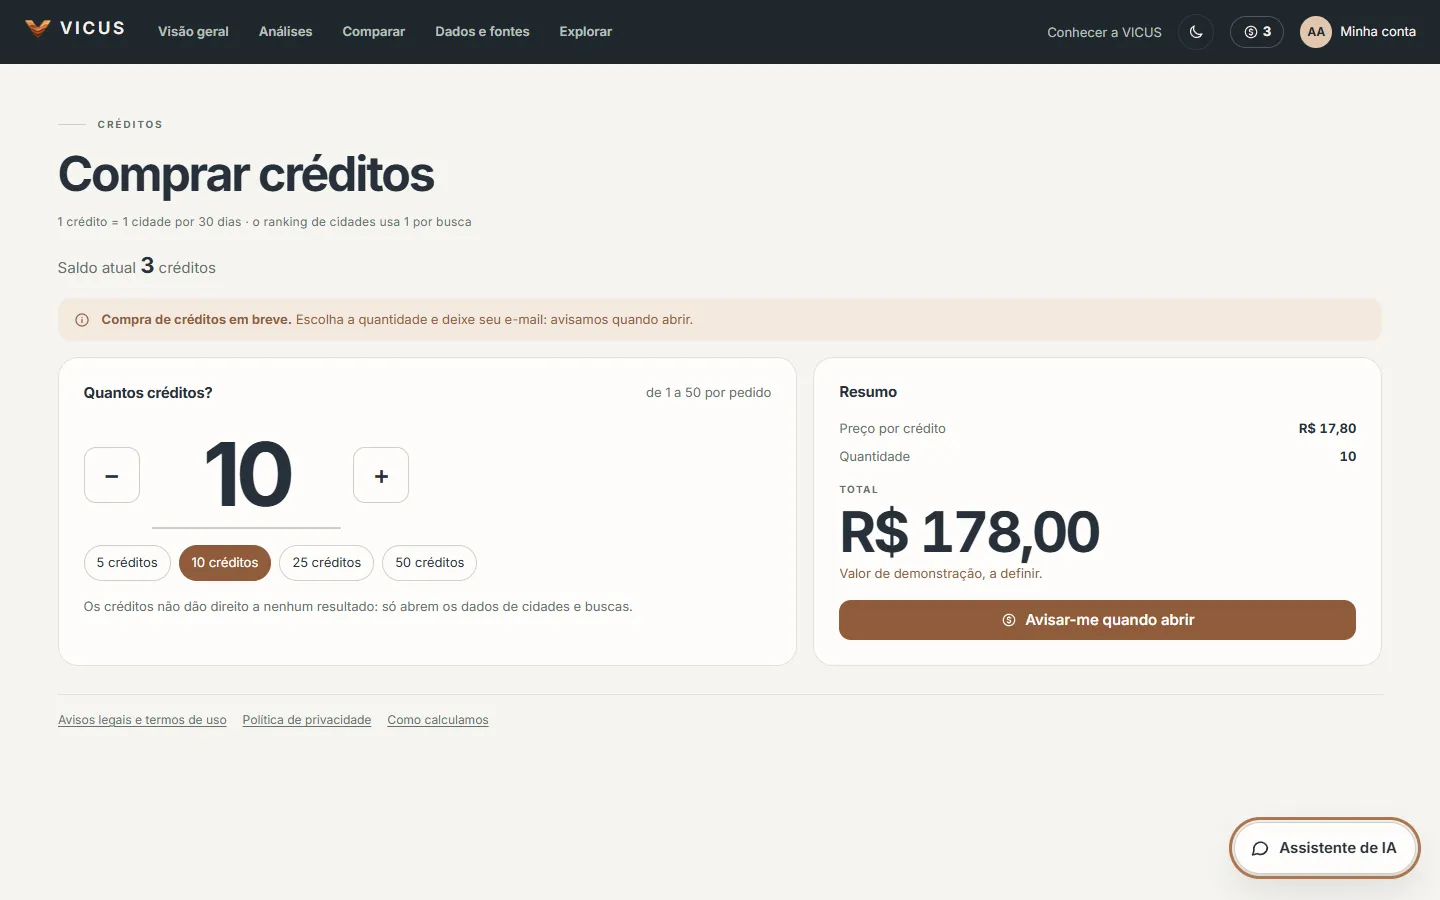 VICUS
Visão geral
Análises
Comparar
Dados e fontes
Explorar
Conhecer a VICUS
3
AA
Minha conta
CRÉDITOS
Comprar créditos
1 crédito = 1 cidade por 30 dias · o ranking de cidades usa 1 por busca
Saldo atual 3 créditos
Compra de créditos em breve. Escolha a quantidade e deixe seu e-mail: avisamos quando abrir.
Quantos créditos?
de 1 a 50 por pedido
−
10
+
5 créditos
10 créditos
25 créditos
50 créditos
Os créditos não dão direito a nenhum resultado: só abrem os dados de cidades e buscas.
Resumo
Preço por crédito
R$ 17,80
Quantidade
10
TOTAL
R$ 178,00
Valor de demonstração, a definir.
Avisar-me quando abrir
Avisos legais e termos de uso
Política de privacidade
Como calculamos
Assistente de IA